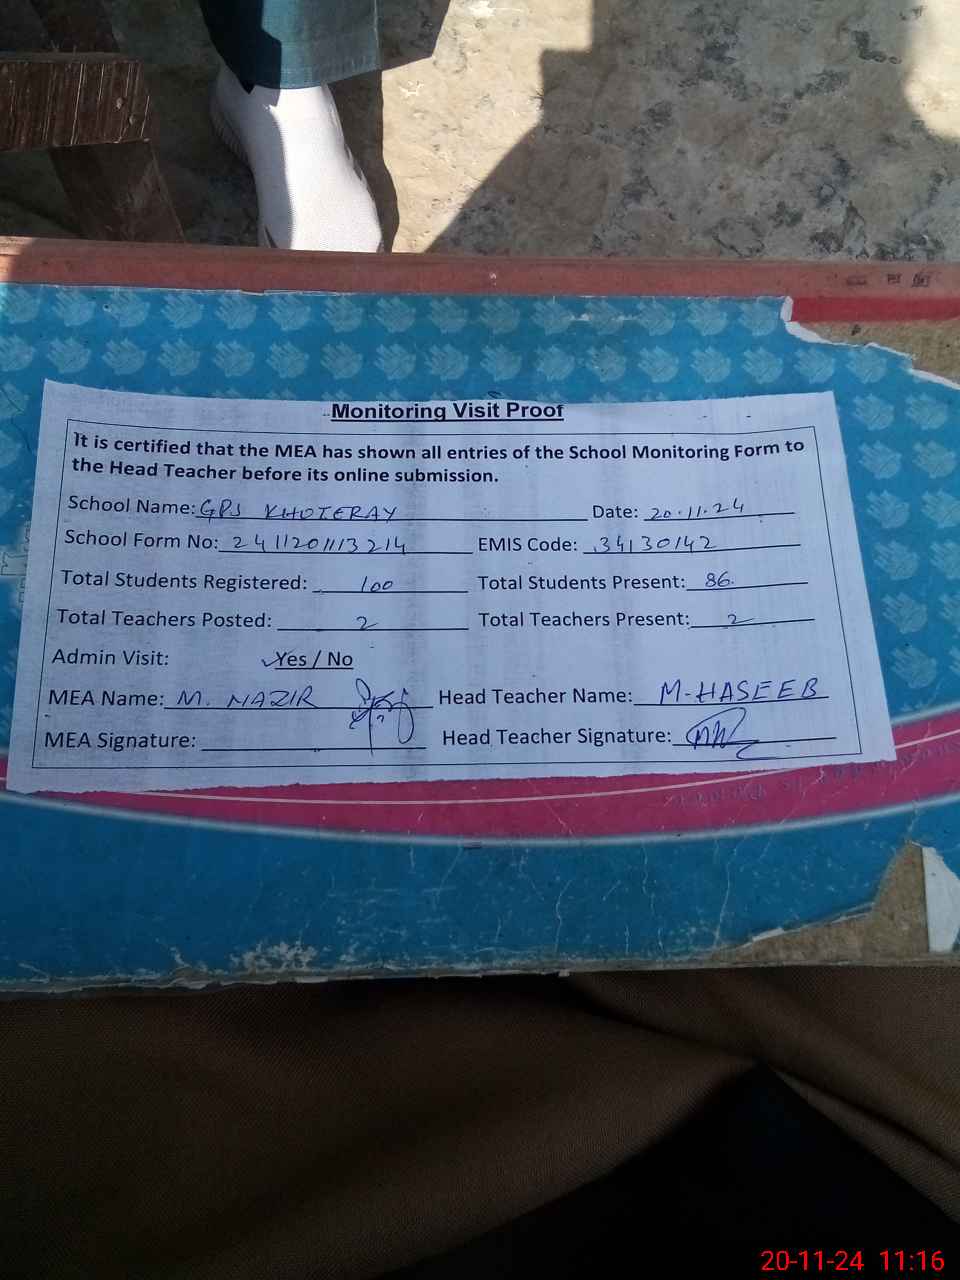 Monitoring Visit Proof
It is certified that the MEA has shown all entries of the School Monitoring Form to
the Head Teacher before its online submission.
School Name: GPS KHOTERAY Date: 20.11.24
School Form No: 2411201113214 EMIS Code: 34130142
Total Students Registered: 100 Total Students Present: 86
Total Teachers Posted: 2 Total Teachers Present: 2
Admin Visit: ✓Yes / No
MEA Name: M. NAZIR Head Teacher Name: M-HASEEB
MEA Signature: Head Teacher Signature:
20-11-24 11:16